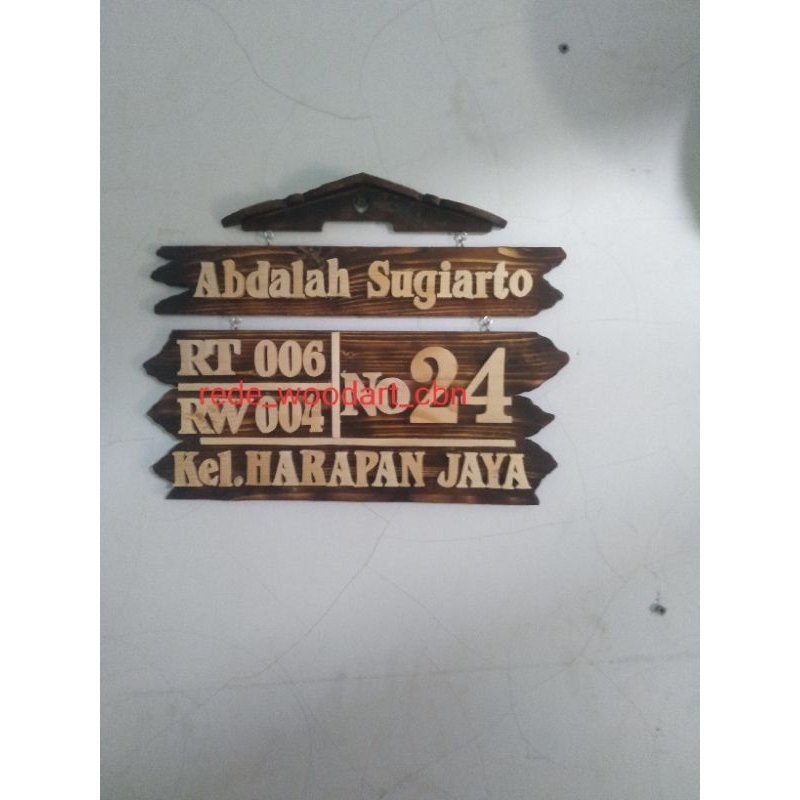 Abdalah Sugiarto
RT 006
RW 004
No 24
rede_woodart_cbn
Kel. HARAPAN JAYA